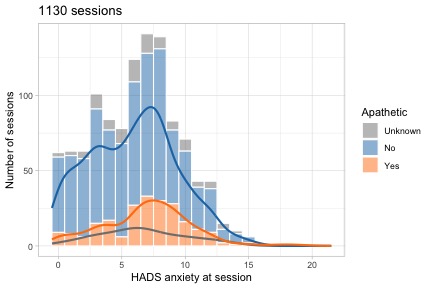 1130 sessions
Number of sessions
100
50
0
0 5 10 15 20
HADS anxiety at session
Apathetic
Unknown
No
Yes